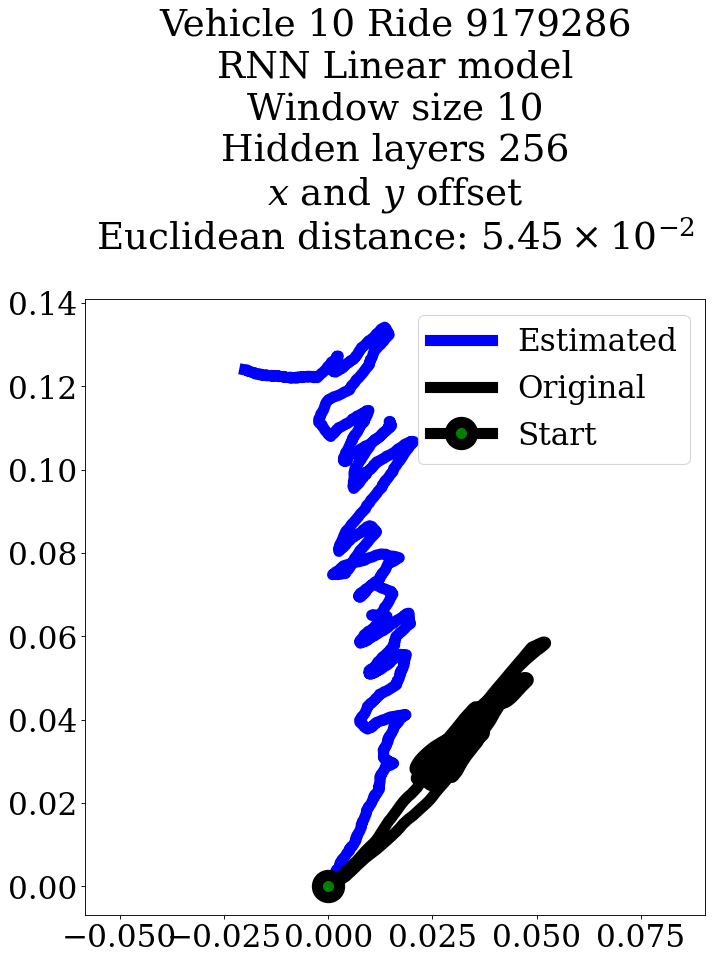 Vehicle 10 Ride 9179286
RNN Linear model
Window size 10
Hidden layers 256
x and y offset
Euclidean distance: 5.45 × 10⁻²
0.14
0.12
0.10
0.08
0.06
0.04
0.02
0.00
Estimated
Original
Start
−0.050 −0.025 0.000 0.025 0.050 0.075